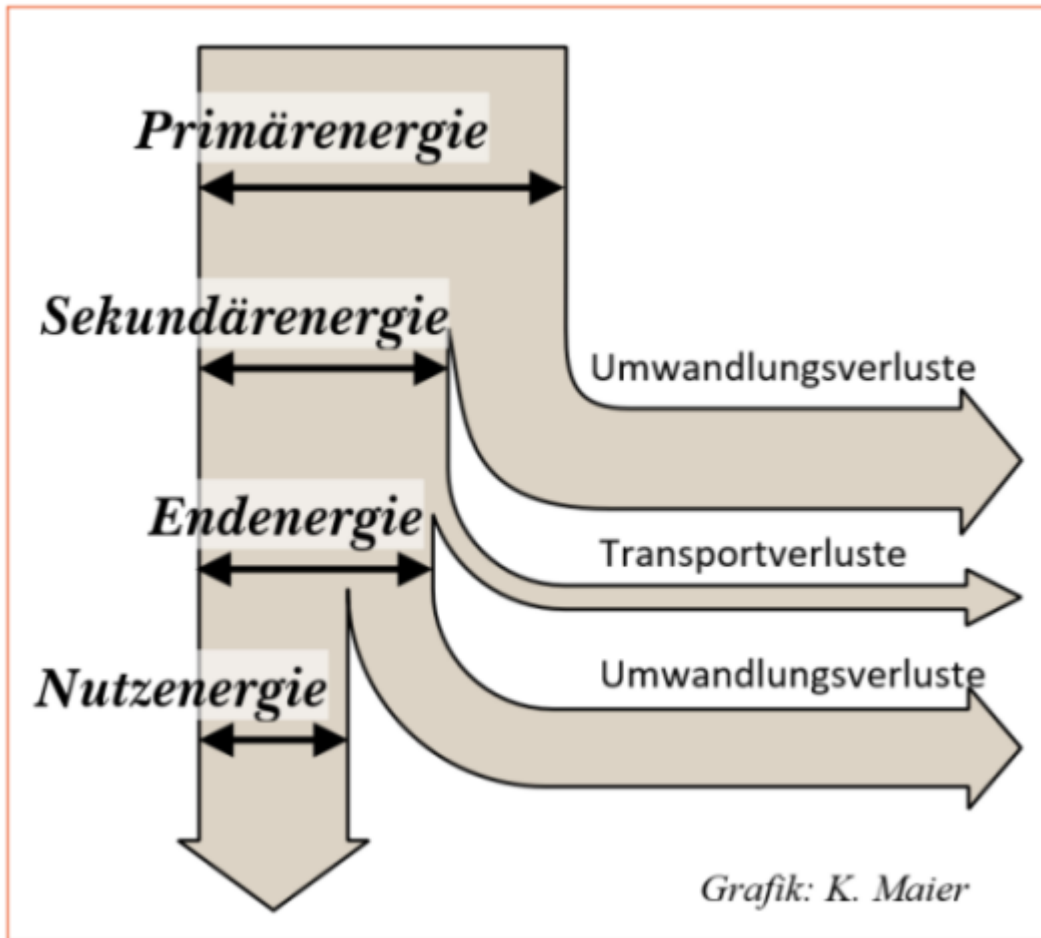 Primärenergie
Sekundärenergie
Umwandlungsverluste
Endenergie
Transportverluste
Nutzenergie
Umwandlungsverluste
Grafik: K. Maier